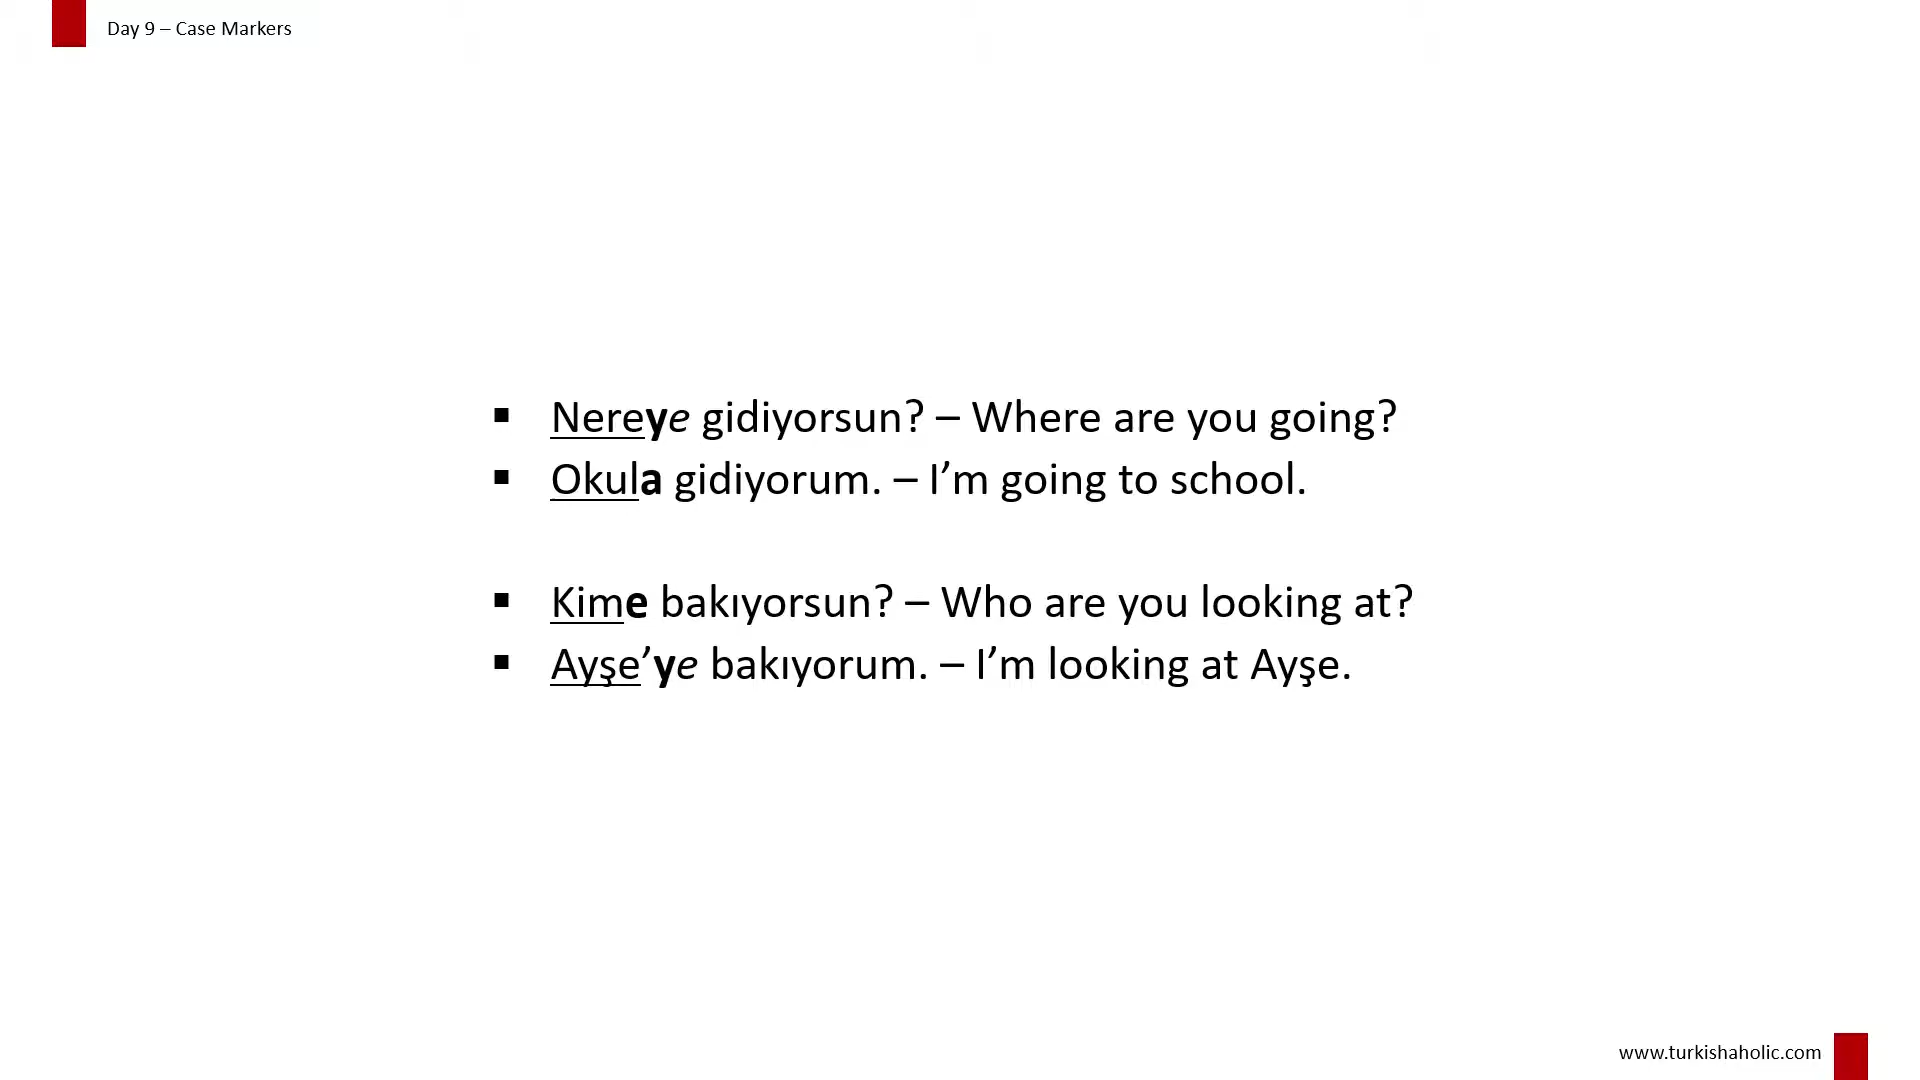 Day 9 – Case Markers
▪ Nereye gidiyorsun? – Where are you going?
▪ Okula gidiyorum. – I’m going to school.
▪ Kime bakıyorsun? – Who are you looking at?
▪ Ayşe’ye bakıyorum. – I’m looking at Ayşe.
www.turkishaholic.com